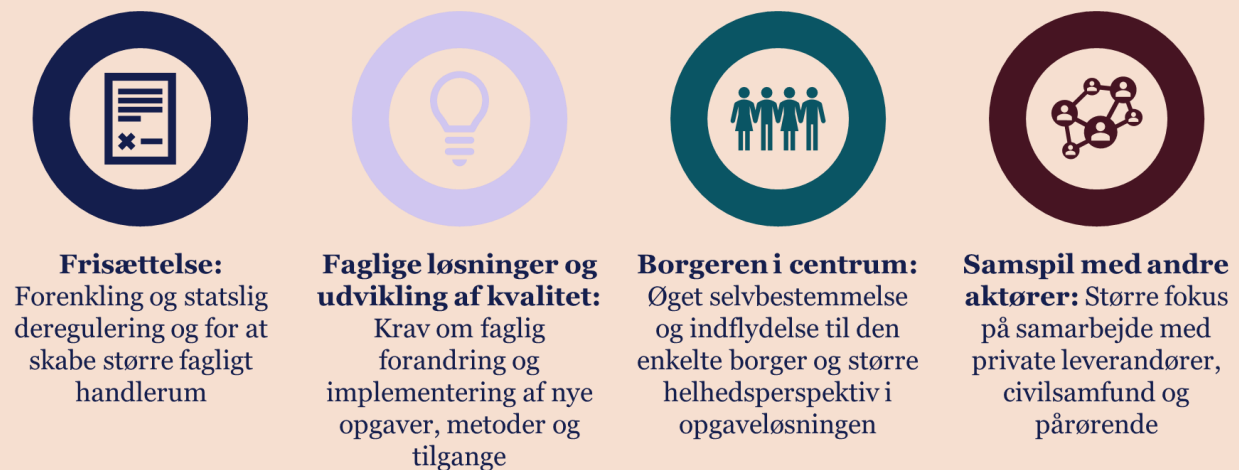 Frisættelse:
Forenkling og statslig
deregulering og for at
skabe større fagligt
handlerum
Faglige løsninger og
udvikling af kvalitet:
Krav om faglig
forandring og
implementering af nye
opgaver, metoder og
tilgange
Borgeren i centrum:
Øget selvbestemmelse
og indflydelse til den
enkelte borger og større
helhedsperspektiv i
opgaveløsningen
Samspil med andre
aktører: Større fokus
på samarbejde med
private leverandører,
civilsamfund og
pårørende